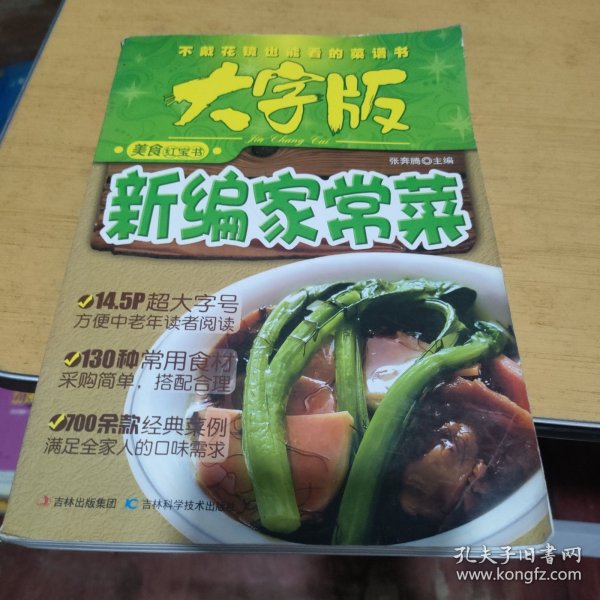 不戴花镜也能看的菜谱书
大字版
Jia Chang Cai
美食红宝书
张奔腾◎主编
新编家常菜
14.5P超大字号
方便中老年读者阅读
130种常用食材
采购简单，搭配合理
700余款经典菜例
满足全家人的口味需求
吉林出版集团 吉林科学技术出版社
孔夫子旧书网
www.kongfz.com